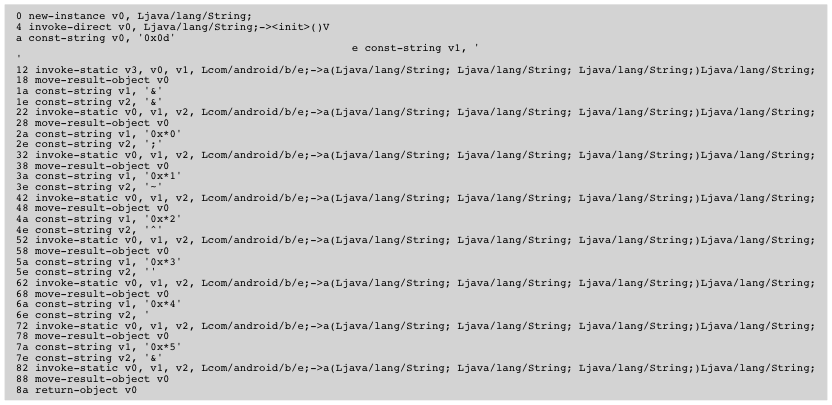 0 new-instance v0, Ljava/lang/String;
4 invoke-direct v0, Ljava/lang/String;-><init>()V
a const-string v0, '0x0d'
e const-string v1, '
'
12 invoke-static v3, v0, v1, Lcom/android/b/e;->a(Ljava/lang/String; Ljava/lang/String; Ljava/lang/String;)Ljava/lang/String;
18 move-result-object v0
1a const-string v1, '&'
1e const-string v2, '&'
22 invoke-static v0, v1, v2, Lcom/android/b/e;->a(Ljava/lang/String; Ljava/lang/String; Ljava/lang/String;)Ljava/lang/String;
28 move-result-object v0
2a const-string v1, '0x*0'
2e const-string v2, ';'
32 invoke-static v0, v1, v2, Lcom/android/b/e;->a(Ljava/lang/String; Ljava/lang/String; Ljava/lang/String;)Ljava/lang/String;
38 move-result-object v0
3a const-string v1, '0x*1'
3e const-string v2, '~'
42 invoke-static v0, v1, v2, Lcom/android/b/e;->a(Ljava/lang/String; Ljava/lang/String; Ljava/lang/String;)Ljava/lang/String;
48 move-result-object v0
4a const-string v1, '0x*2'
4e const-string v2, '^'
52 invoke-static v0, v1, v2, Lcom/android/b/e;->a(Ljava/lang/String; Ljava/lang/String; Ljava/lang/String;)Ljava/lang/String;
58 move-result-object v0
5a const-string v1, '0x*3'
5e const-string v2, ''
62 invoke-static v0, v1, v2, Lcom/android/b/e;->a(Ljava/lang/String; Ljava/lang/String; Ljava/lang/String;)Ljava/lang/String;
68 move-result-object v0
6a const-string v1, '0x*4'
6e const-string v2, '
72 invoke-static v0, v1, v2, Lcom/android/b/e;->a(Ljava/lang/String; Ljava/lang/String; Ljava/lang/String;)Ljava/lang/String;
78 move-result-object v0
7a const-string v1, '0x*5'
7e const-string v2, '&'
82 invoke-static v0, v1, v2, Lcom/android/b/e;->a(Ljava/lang/String; Ljava/lang/String; Ljava/lang/String;)Ljava/lang/String;
88 move-result-object v0
8a return-object v0